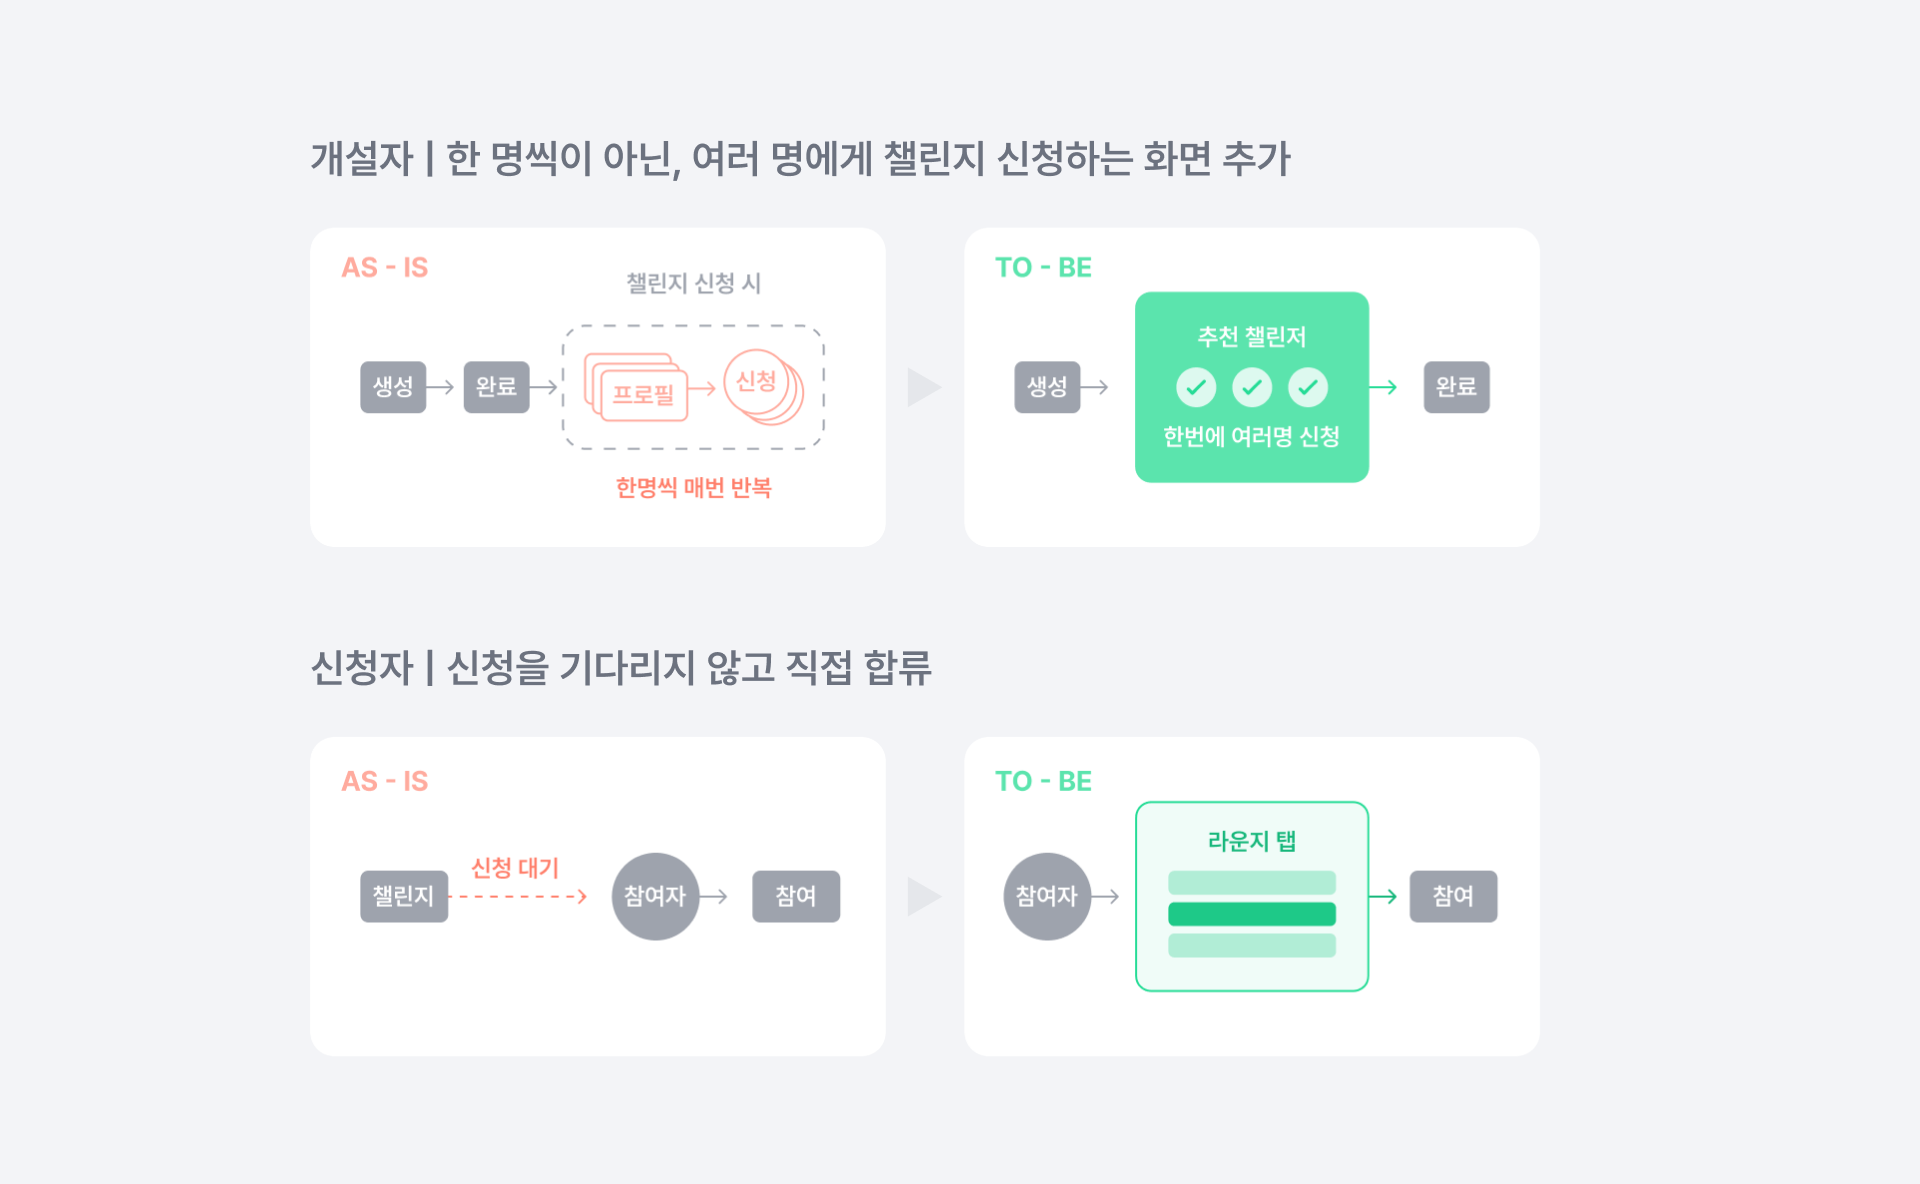 개설자 | 한 명씩이 아닌, 여러 명에게 챌린지 신청하는 화면 추가
AS - IS
챌린지 신청 시
생성
완료
프로필
신청
한명씩 매번 반복
TO - BE
생성
추천 챌린저
한번에 여러명 신청
완료
신청자 | 신청을 기다리지 않고 직접 합류
AS - IS
챌린지
신청 대기
참여자
참여
TO - BE
참여자
라운지 탭
참여